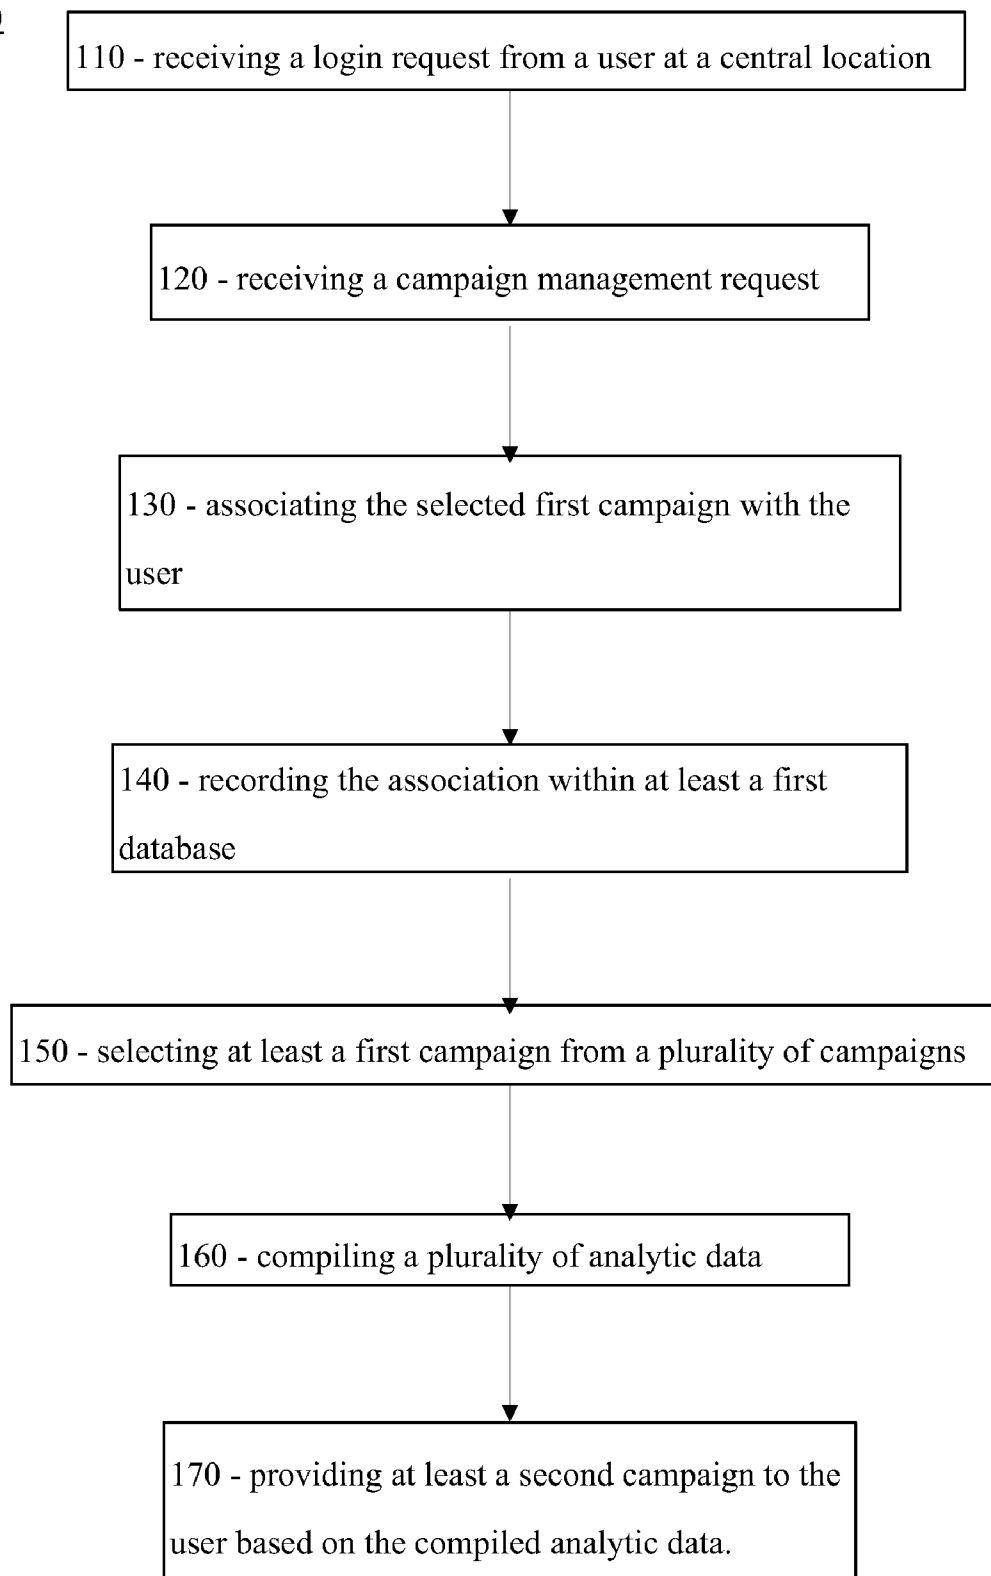 110 - receiving a login request from a user at a central location
120 - receiving a campaign management request
130 - associating the selected first campaign with the
user
140 - recording the association within at least a first
database
150 - selecting at least a first campaign from a plurality of campaigns
160 - compiling a plurality of analytic data
170 - providing at least a second campaign to the
user based on the compiled analytic data.